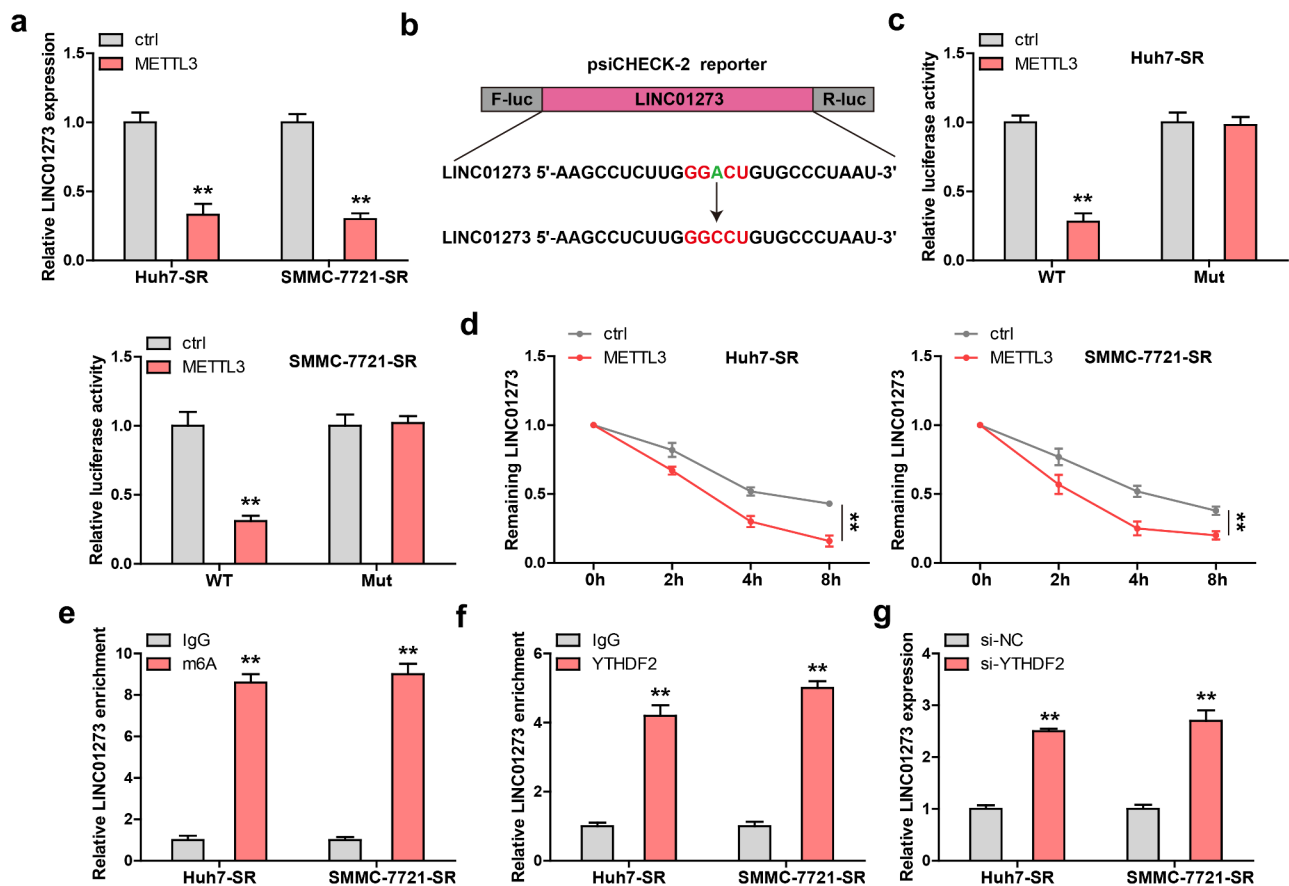 a
ctrl
METTL3
Relative LINC01273 expression
1.5
1.0
0.5
0.0
**
**
Huh7-SR
SMMC-7721-SR
b
psiCHECK-2 reporter
F-luc
LINC01273
R-luc
LINC01273 5'-AAGCCUCUUGGGACUGUGCCCUAAU-3'
LINC01273 5'-AAGCCUCUUGGGCCUGUGCCCUAAU-3'
c
ctrl
METTL3
Huh7-SR
Relative luciferase activity
1.5
1.0
0.5
0.0
**
WT
Mut
ctrl
METTL3
SMMC-7721-SR
Relative luciferase activity
1.5
1.0
0.5
0.0
**
WT
Mut
d
ctrl
METTL3
Huh7-SR
Remaining LINC01273
1.5
1.0
0.5
0.0
**
0h
2h
4h
8h
ctrl
METTL3
SMMC-7721-SR
Remaining LINC01273
1.5
1.0
0.5
0.0
**
0h
2h
4h
8h
e
IgG
m6A
Relative LINC01273 enrichment
10
8
6
4
2
0
**
**
Huh7-SR
SMMC-7721-SR
f
IgG
YTHDF2
Relative LINC01273 enrichment
6
4
2
0
**
**
Huh7-SR
SMMC-7721-SR
g
si-NC
si-YTHDF2
Relative LINC01273 expression
4
3
2
1
0
**
**
Huh7-SR
SMMC-7721-SR